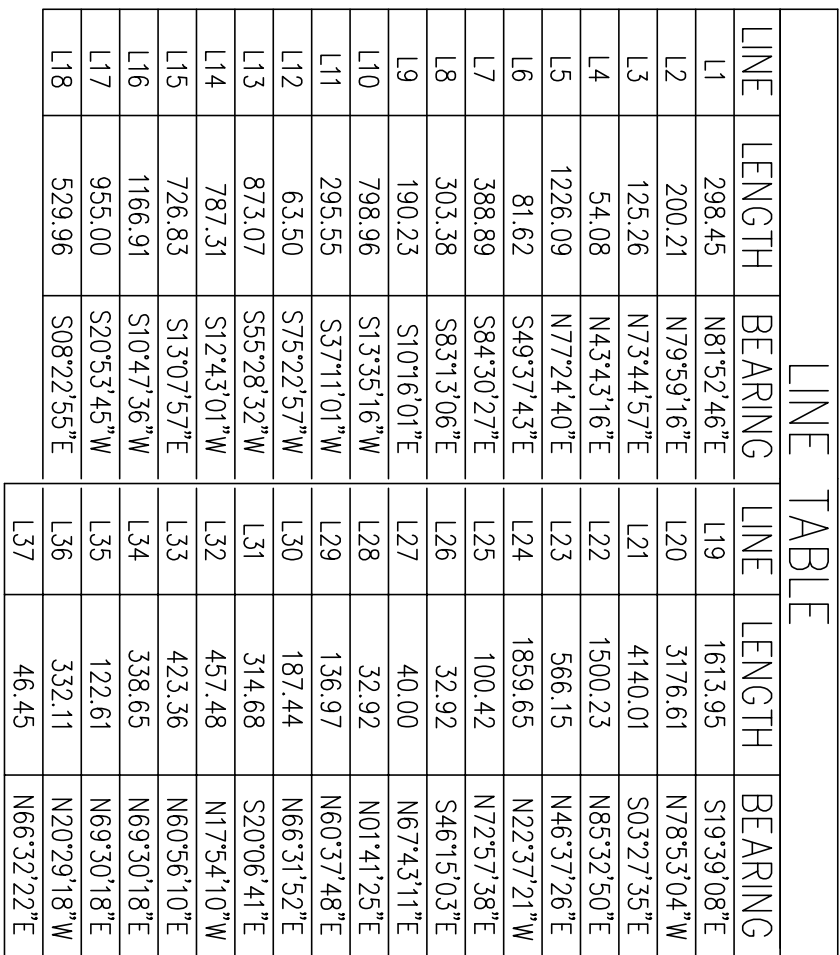 LINE TABLE
LINE LENGTH BEARING LINE LENGTH BEARING
L1 298.45 N81°52'46"E L19 1613.95 S19°39'08"E
L2 200.21 N79°59'16"E L20 3176.61 N78°53'04"W
L3 125.26 N73°44'57"E L21 4140.01 S03°27'35"E
L4 54.08 N43°43'16"E L22 1500.23 N85°32'50"E
L5 1226.09 N77°24'40"E L23 566.15 N46°37'26"E
L6 81.62 S49°37'43"E L24 1859.65 N22°37'21"W
L7 388.89 S84°30'27"E L25 100.42 N72°57'38"E
L8 303.38 S83°13'06"E L26 32.92 S46°15'03"E
L9 190.23 S10°16'01"E L27 40.00 N67°43'11"E
L10 798.96 S13°35'16"W L28 32.92 N01°41'25"E
L11 295.55 S37°11'01"W L29 136.97 N60°37'48"E
L12 63.50 S75°22'57"W L30 187.44 N66°31'52"E
L13 873.07 S55°28'32"W L31 314.68 S20°06'41"E
L14 787.31 S12°43'01"W L32 457.48 N17°54'10"W
L15 726.83 S13°07'57"E L33 423.36 N60°56'10"E
L16 1166.91 S10°47'36"W L34 338.65 N69°30'18"E
L17 955.00 S20°53'45"W L35 122.61 N69°30'18"E
L18 529.96 S08°22'55"E L36 332.11 N20°29'18"W
L37 46.45 N66°32'22"E